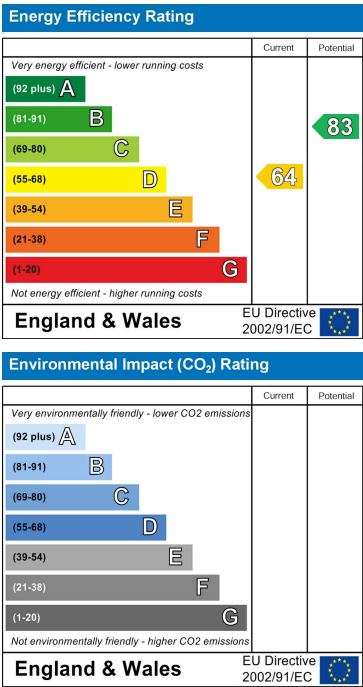 Energy Efficiency Rating
Current Potential
Very energy efficient - lower running costs
(92 plus) A
(81-91) B
(69-80) C
(55-68) D
(39-54) E
(21-38) F
(1-20) G
64
83
Not energy efficient - higher running costs
England & Wales
EU Directive
2002/91/EC
Environmental Impact (CO₂) Rating
Current Potential
Very environmentally friendly - lower CO2 emissions
(92 plus) A
(81-91) B
(69-80) C
(55-68) D
(39-54) E
(21-38) F
(1-20) G
Not environmentally friendly - higher CO2 emissions
England & Wales
EU Directive
2002/91/EC